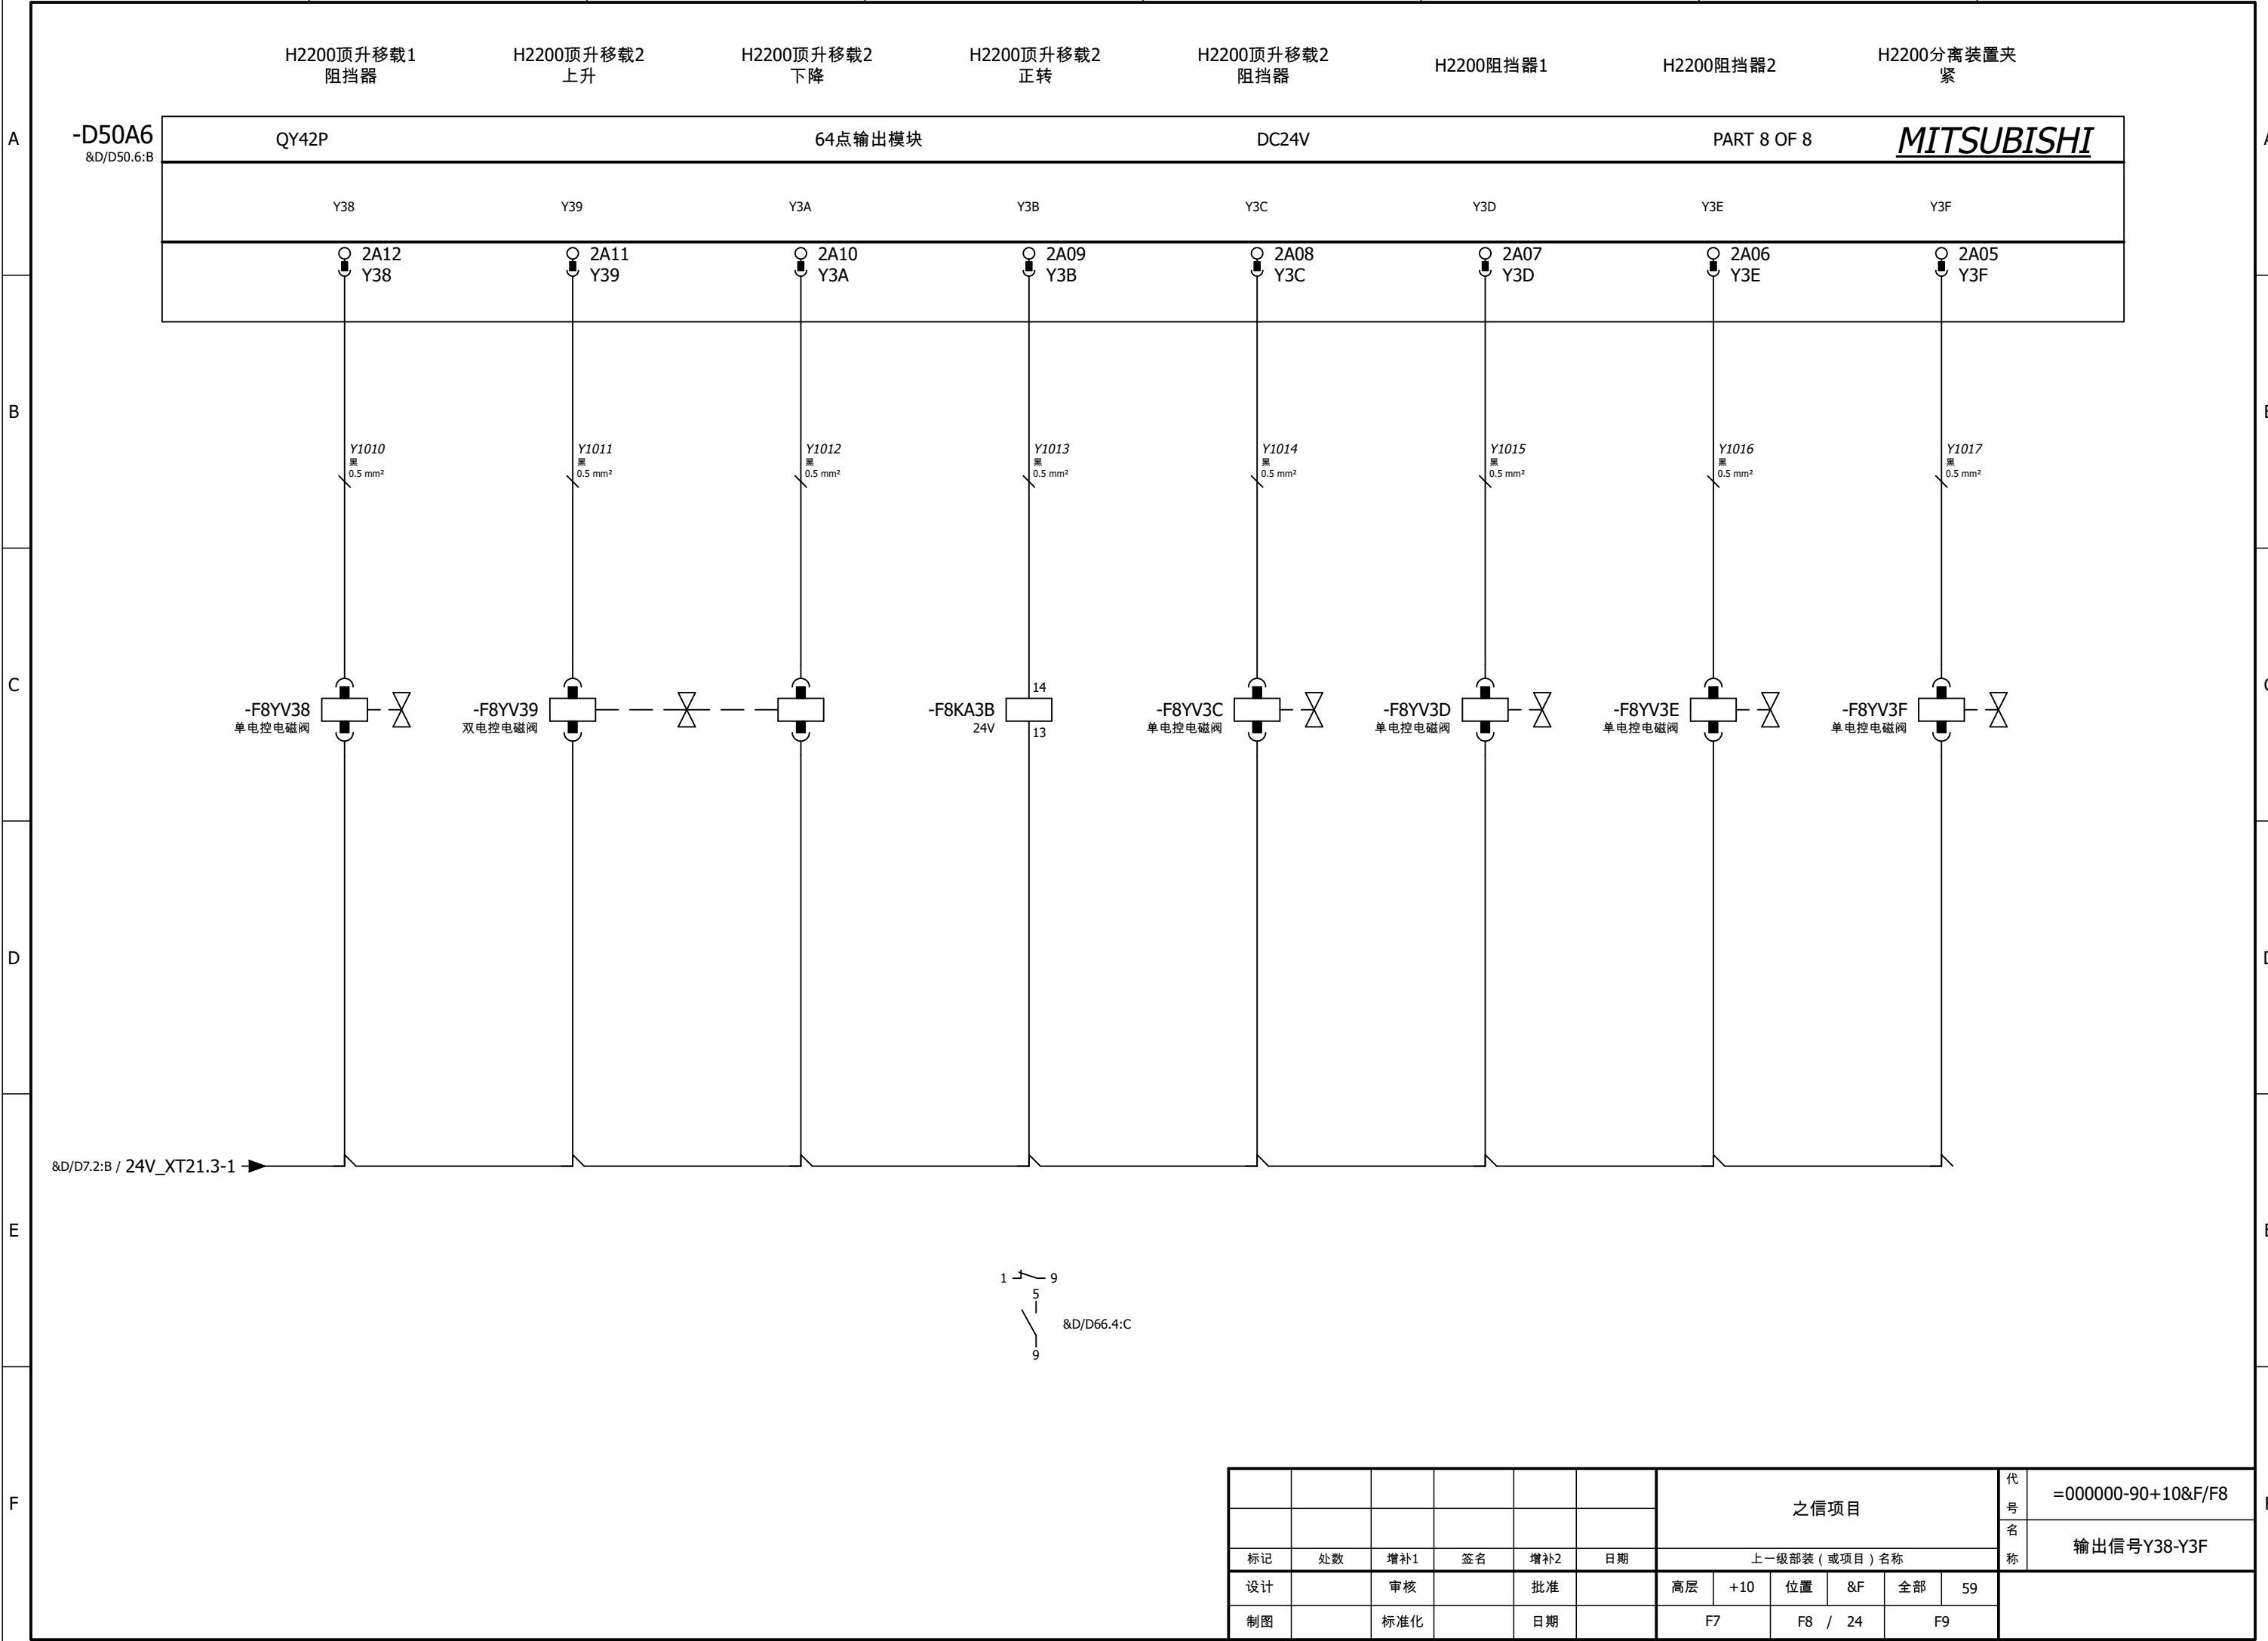 H2200顶升移载1
阻挡器
H2200顶升移载2
上升
H2200顶升移载2
下降
H2200顶升移载2
正转
H2200顶升移载2
阻挡器
H2200阻挡器1
H2200阻挡器2
H2200分离装置夹
紧
A
-D50A6
&D/D50.6:B
QY42P
64点输出模块
DC24V
PART 8 OF 8
MITSUBISHI
Y38
Y39
Y3A
Y3B
Y3C
Y3D
Y3E
Y3F
2A12
Y38
2A11
Y39
2A10
Y3A
2A09
Y3B
2A08
Y3C
2A07
Y3D
2A06
Y3E
2A05
Y3F
B
Y1010
黑
0.5 mm²
Y1011
黑
0.5 mm²
Y1012
黑
0.5 mm²
Y1013
黑
0.5 mm²
Y1014
黑
0.5 mm²
Y1015
黑
0.5 mm²
Y1016
黑
0.5 mm²
Y1017
黑
0.5 mm²
C
-F8YV38
单电控电磁阀
-F8YV39
双电控电磁阀
-F8KA3B
24V
14
13
-F8YV3C
单电控电磁阀
-F8YV3D
单电控电磁阀
-F8YV3E
单电控电磁阀
-F8YV3F
单电控电磁阀
D
&D/D7.2:B / 24V_XT21.3-1
E
1 9
5
&D/D66.4:C
9
F
之信项目
代号
=000000-90+10&F/F8
名称
输出信号Y38-Y3F
标记 处数 增补1 签名 增补2 日期
上一级部装（或项目）名称
设计 审核 批准
高层 +10 位置 &F 全部 59
制图 标准化 日期
F7 F8 / 24 F9